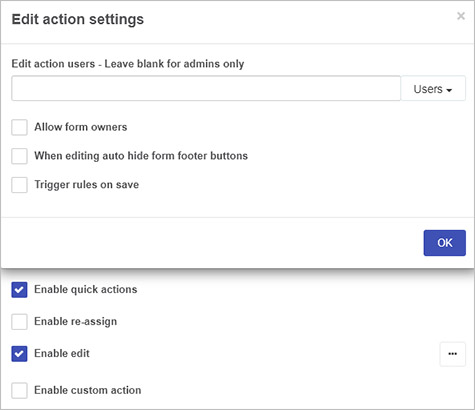 Edit action settings
×
Edit action users - Leave blank for admins only
Users
Allow form owners
When editing auto hide form footer buttons
Trigger rules on save
OK
Enable quick actions
Enable re-assign
Enable edit
Enable custom action